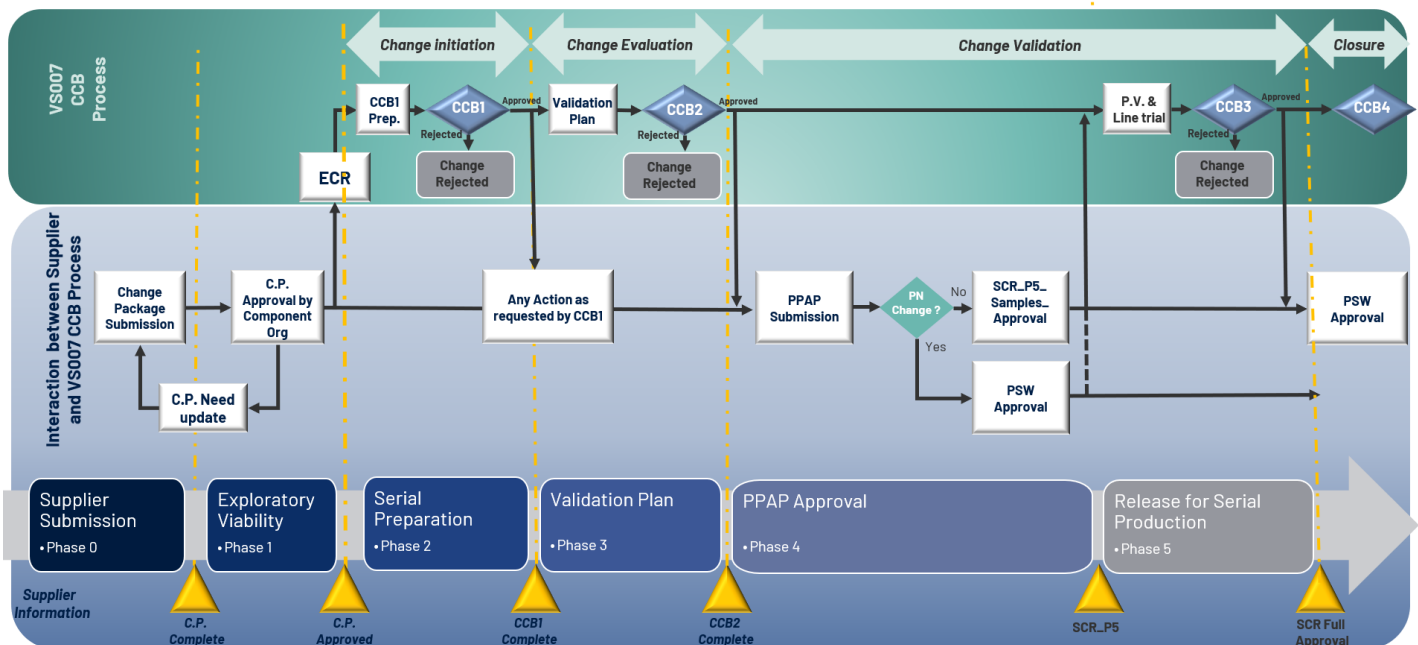 VS007
CCB
Process
Change initiation
Change Evaluation
Change Validation
Closure
CCB1
Prep.
CCB1
Approved
Rejected
Change
Rejected
Validation
Plan
CCB2
Approved
Rejected
Change
Rejected
P.V. &
Line trial
CCB3
Approved
Rejected
Change
Rejected
CCB4
ECR
Interaction between Supplier
and VS007 CCB Process
Change
Package
Submission
C.P.
Approval by
Component
Org
C.P. Need
update
Any Action as
requested by CCB1
PPAP
Submission
PN
Change ?
No
Yes
SCR_P5_
Samples_
Approval
PSW
Approval
PSW
Approval
Supplier
Submission
• Phase 0
Exploratory
Viability
• Phase 1
Serial
Preparation
• Phase 2
Validation Plan
• Phase 3
PPAP Approval
• Phase 4
Release for Serial
Production
• Phase 5
Supplier
Information
C.P.
Complete
C.P.
Approved
CCB1
Complete
CCB2
Complete
SCR_P5
SCR Full
Approval